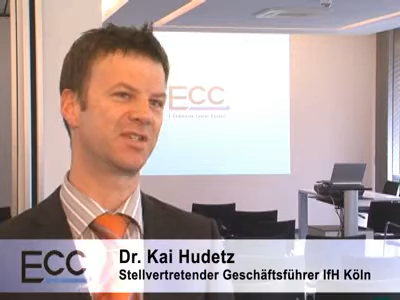 ECC
E-Commerce-Center Handel
Dr. Kai Hudetz
ECC
Stellvertretender Geschäftsführer IfH Köln